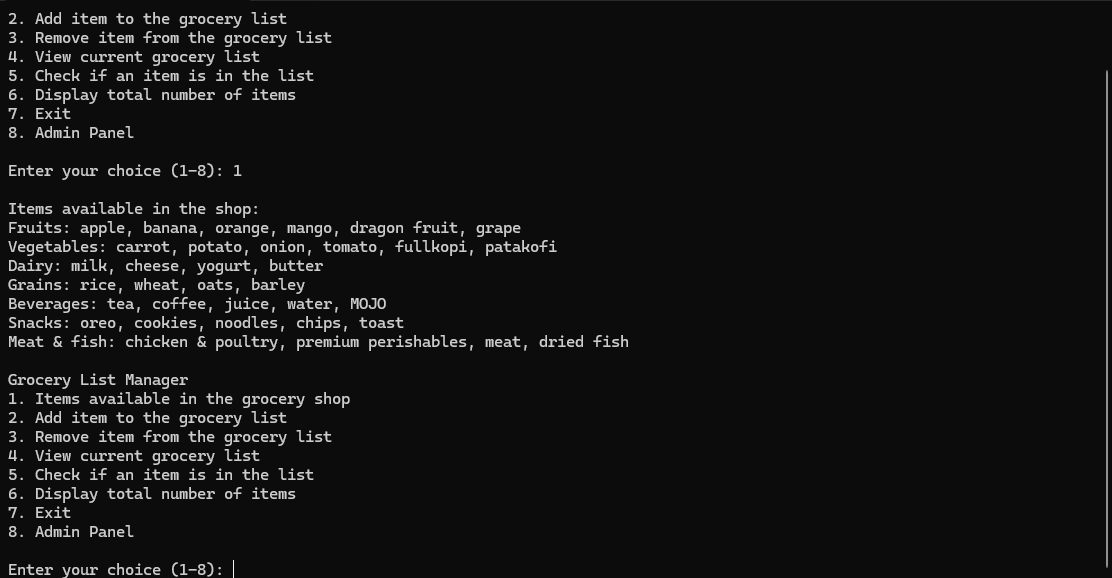 2. Add item to the grocery list
3. Remove item from the grocery list
4. View current grocery list
5. Check if an item is in the list
6. Display total number of items
7. Exit
8. Admin Panel
Enter your choice (1-8): 1
Items available in the shop:
Fruits: apple, banana, orange, mango, dragon fruit, grape
Vegetables: carrot, potato, onion, tomato, fullkopi, patakofi
Dairy: milk, cheese, yogurt, butter
Grains: rice, wheat, oats, barley
Beverages: tea, coffee, juice, water, MOJO
Snacks: oreo, cookies, noodles, chips, toast
Meat & fish: chicken & poultry, premium perishables, meat, dried fish
Grocery List Manager
1. Items available in the grocery shop
2. Add item to the grocery list
3. Remove item from the grocery list
4. View current grocery list
5. Check if an item is in the list
6. Display total number of items
7. Exit
8. Admin Panel
Enter your choice (1-8):